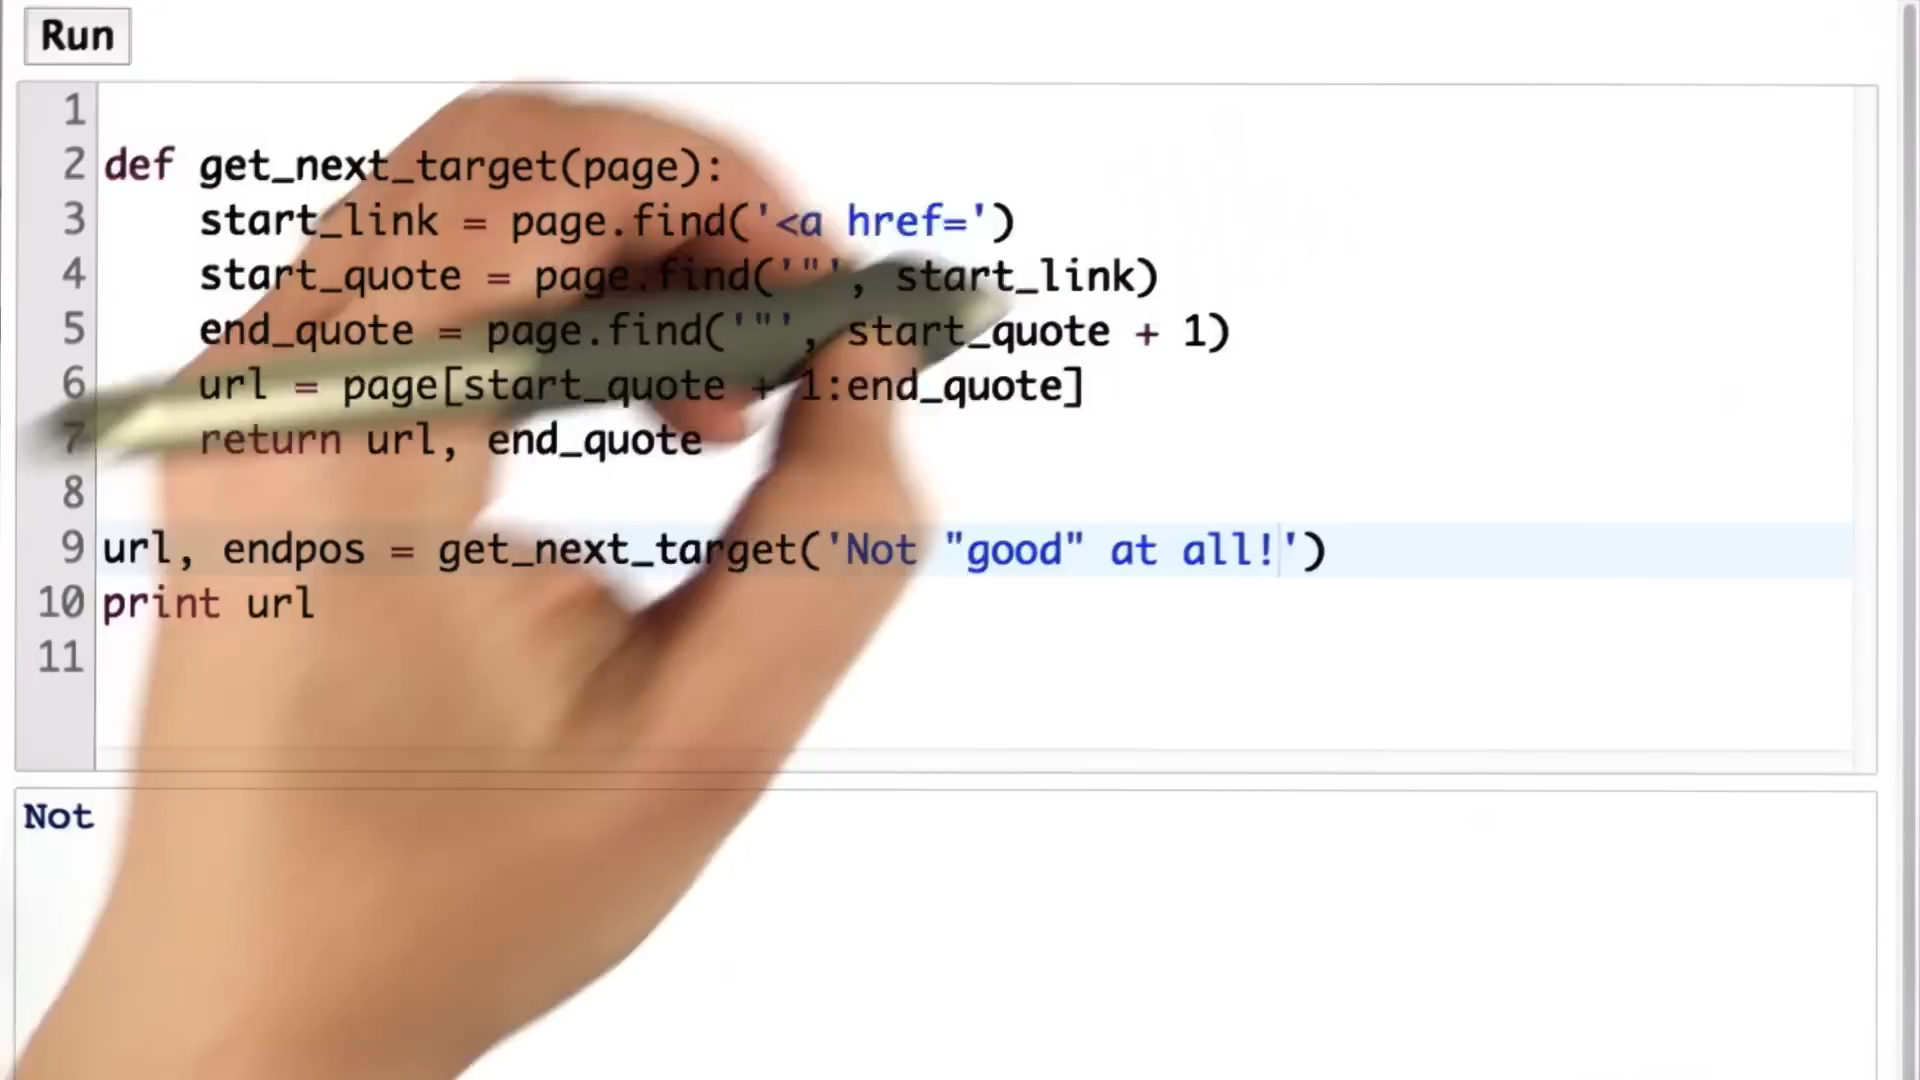 Run
1
2 def get_next_target(page):
3 start_link = page.find('<a href=')
4 start_quote = page.find('"', start_link)
5 end_quote = page.find('"', start_quote + 1)
6 url = page[start_quote + 1:end_quote]
7 return url, end_quote
8
9 url, endpos = get_next_target('Not "good" at all!')
10 print url
11
Not